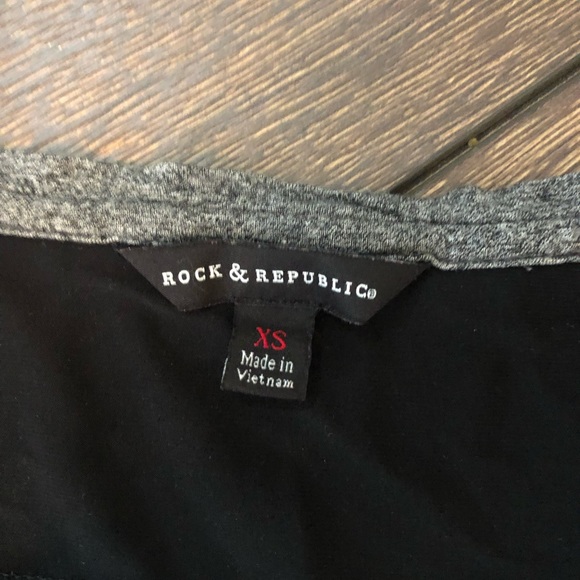 ROCK & REPUBLIC®
XS
Made in
Vietnam